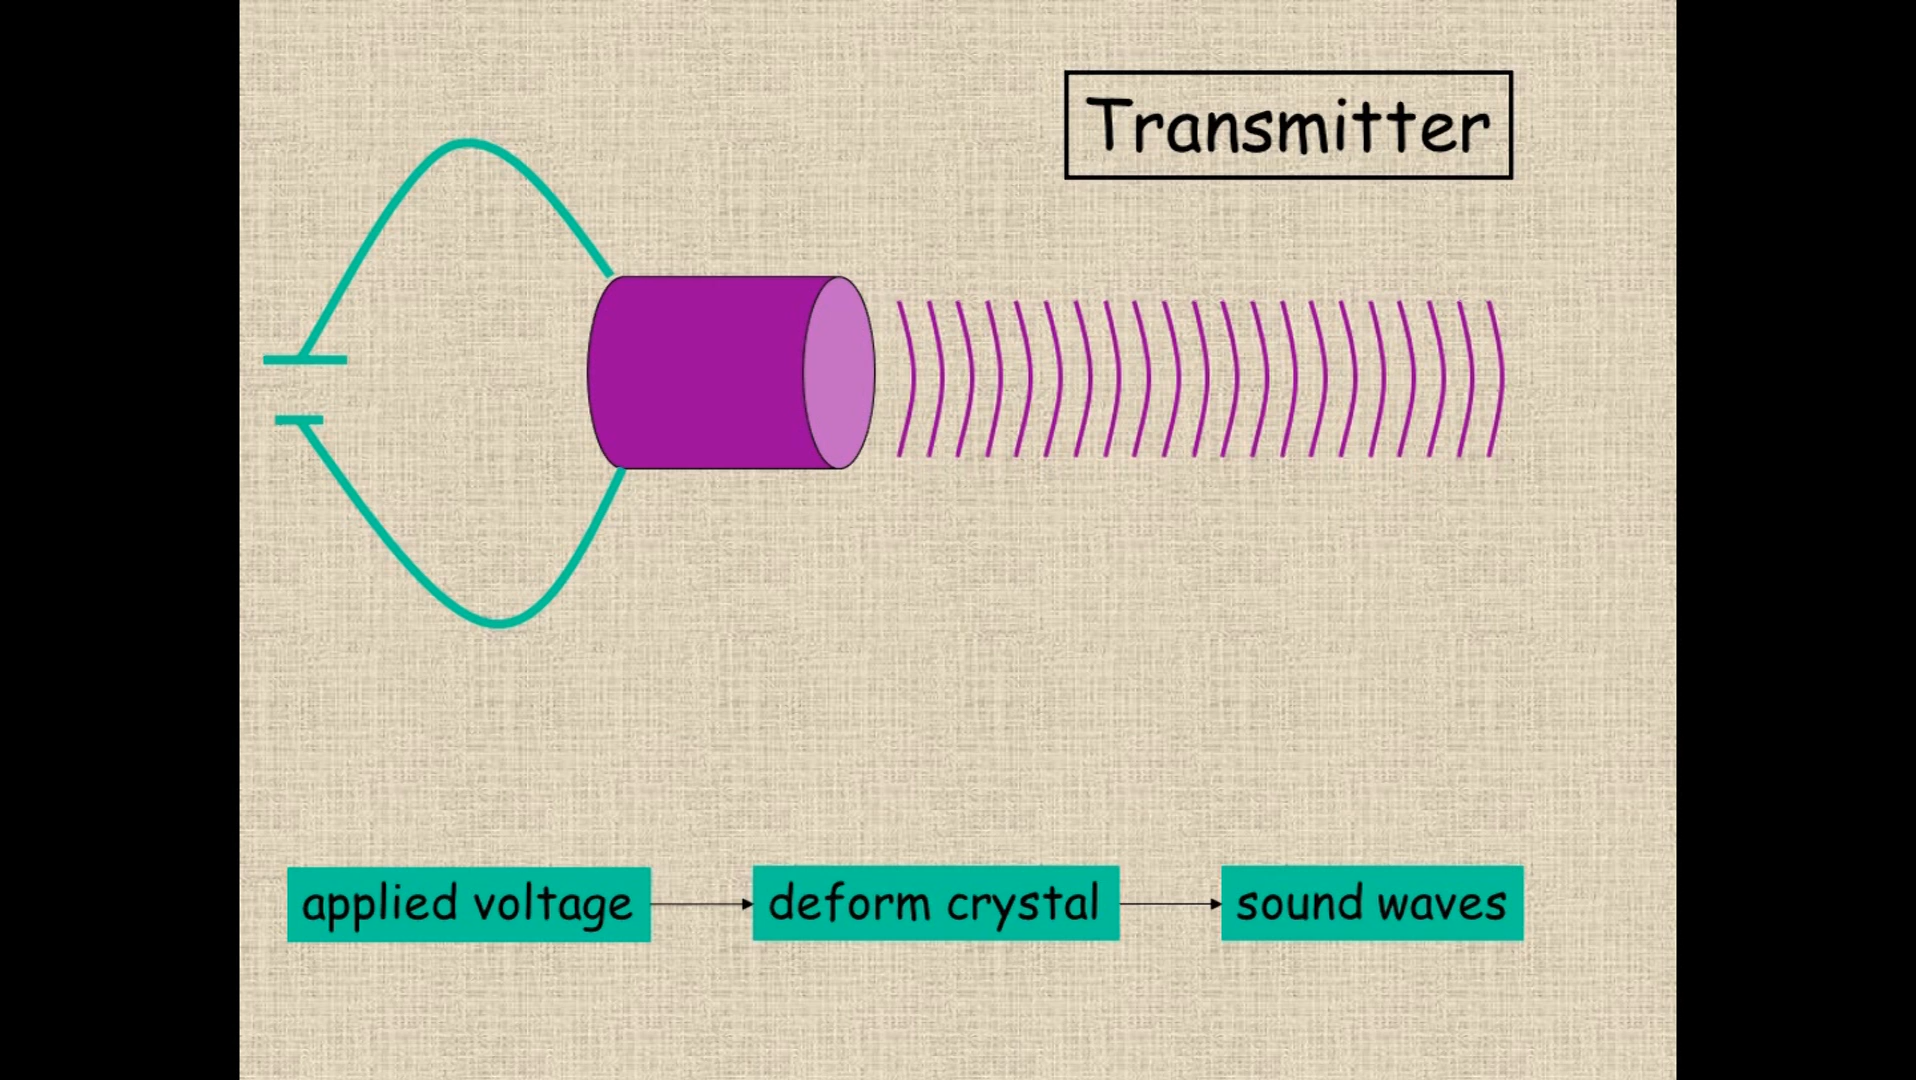 Transmitter
applied voltage
deform crystal
sound waves